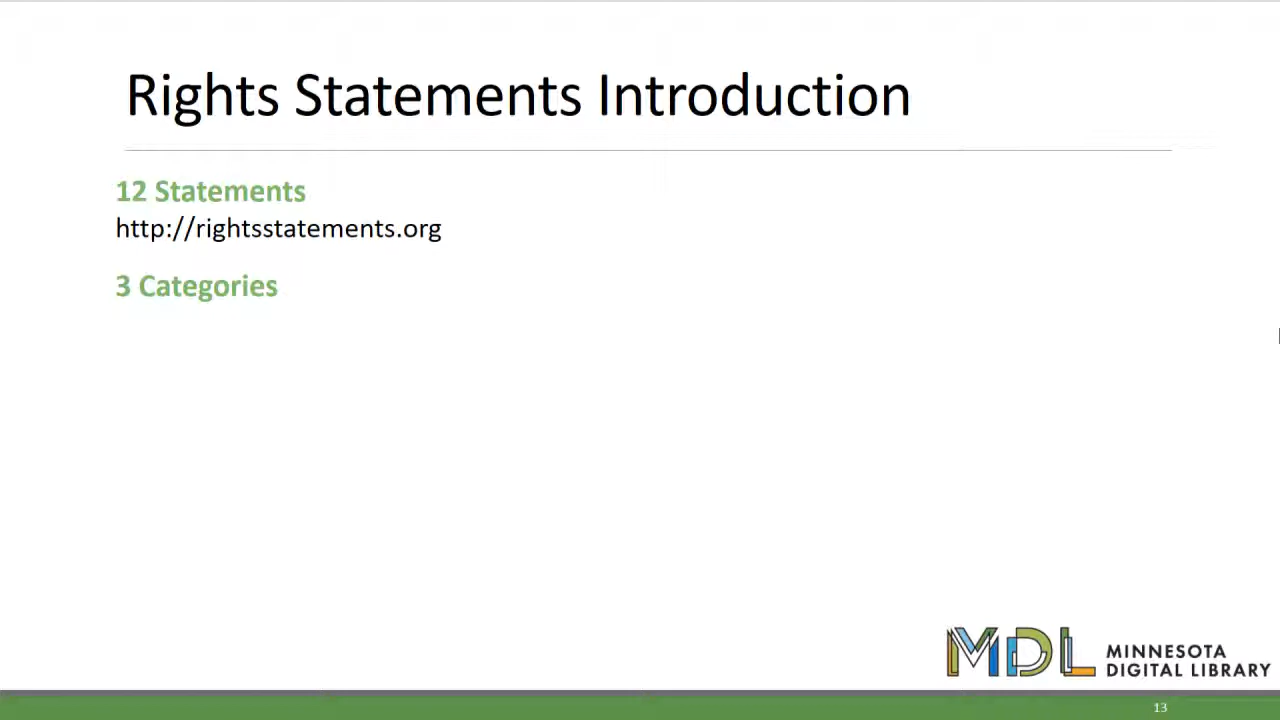 Rights Statements Introduction
12 Statements
http://rightsstatements.org
3 Categories
MDL MINNESOTA
DIGITAL LIBRARY
13